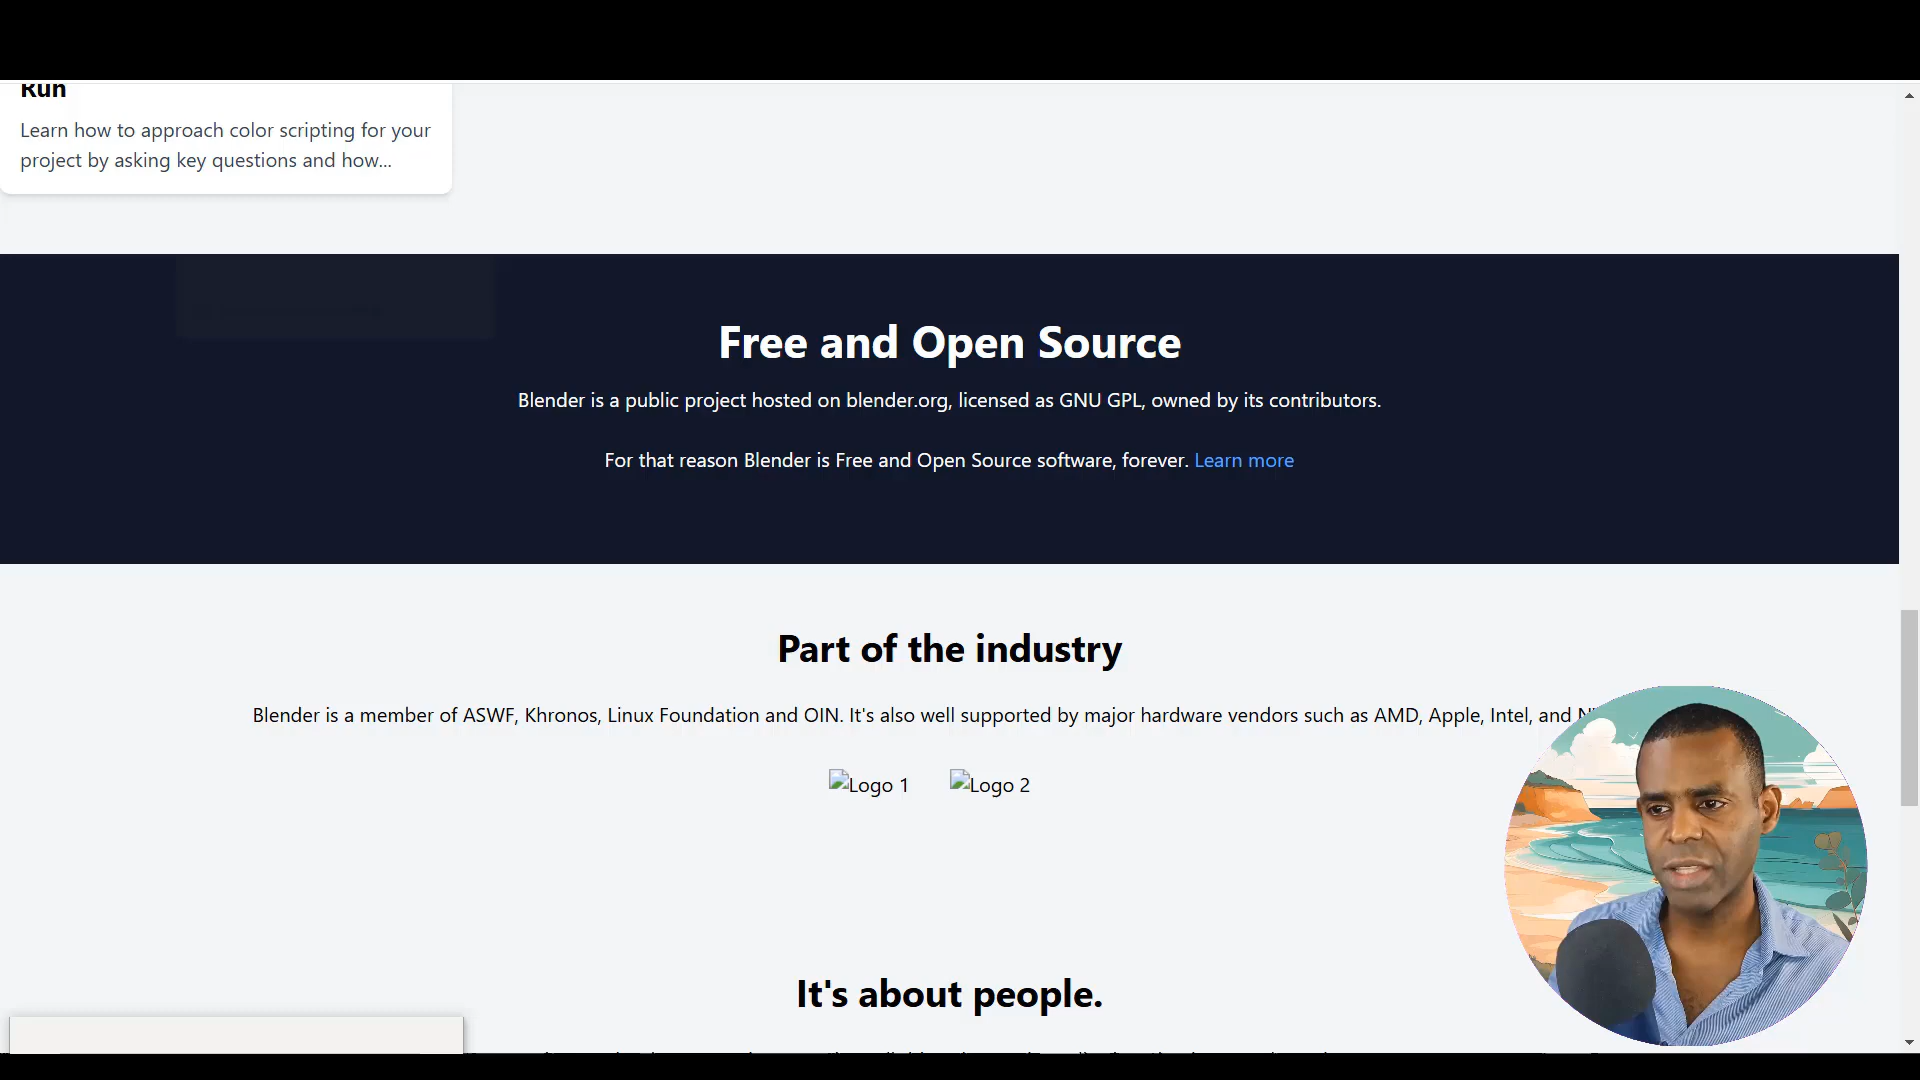 Run
Learn how to approach color scripting for your
project by asking key questions and how...
Free and Open Source
Blender is a public project hosted on blender.org, licensed as GNU GPL, owned by its contributors.
For that reason Blender is Free and Open Source software, forever. Learn more
Part of the industry
Blender is a member of ASWF, Khronos, Linux Foundation and OIN. It's also well supported by major hardware vendors such as AMD, Apple, Intel, and
Logo 1
Logo 2
It's about people.